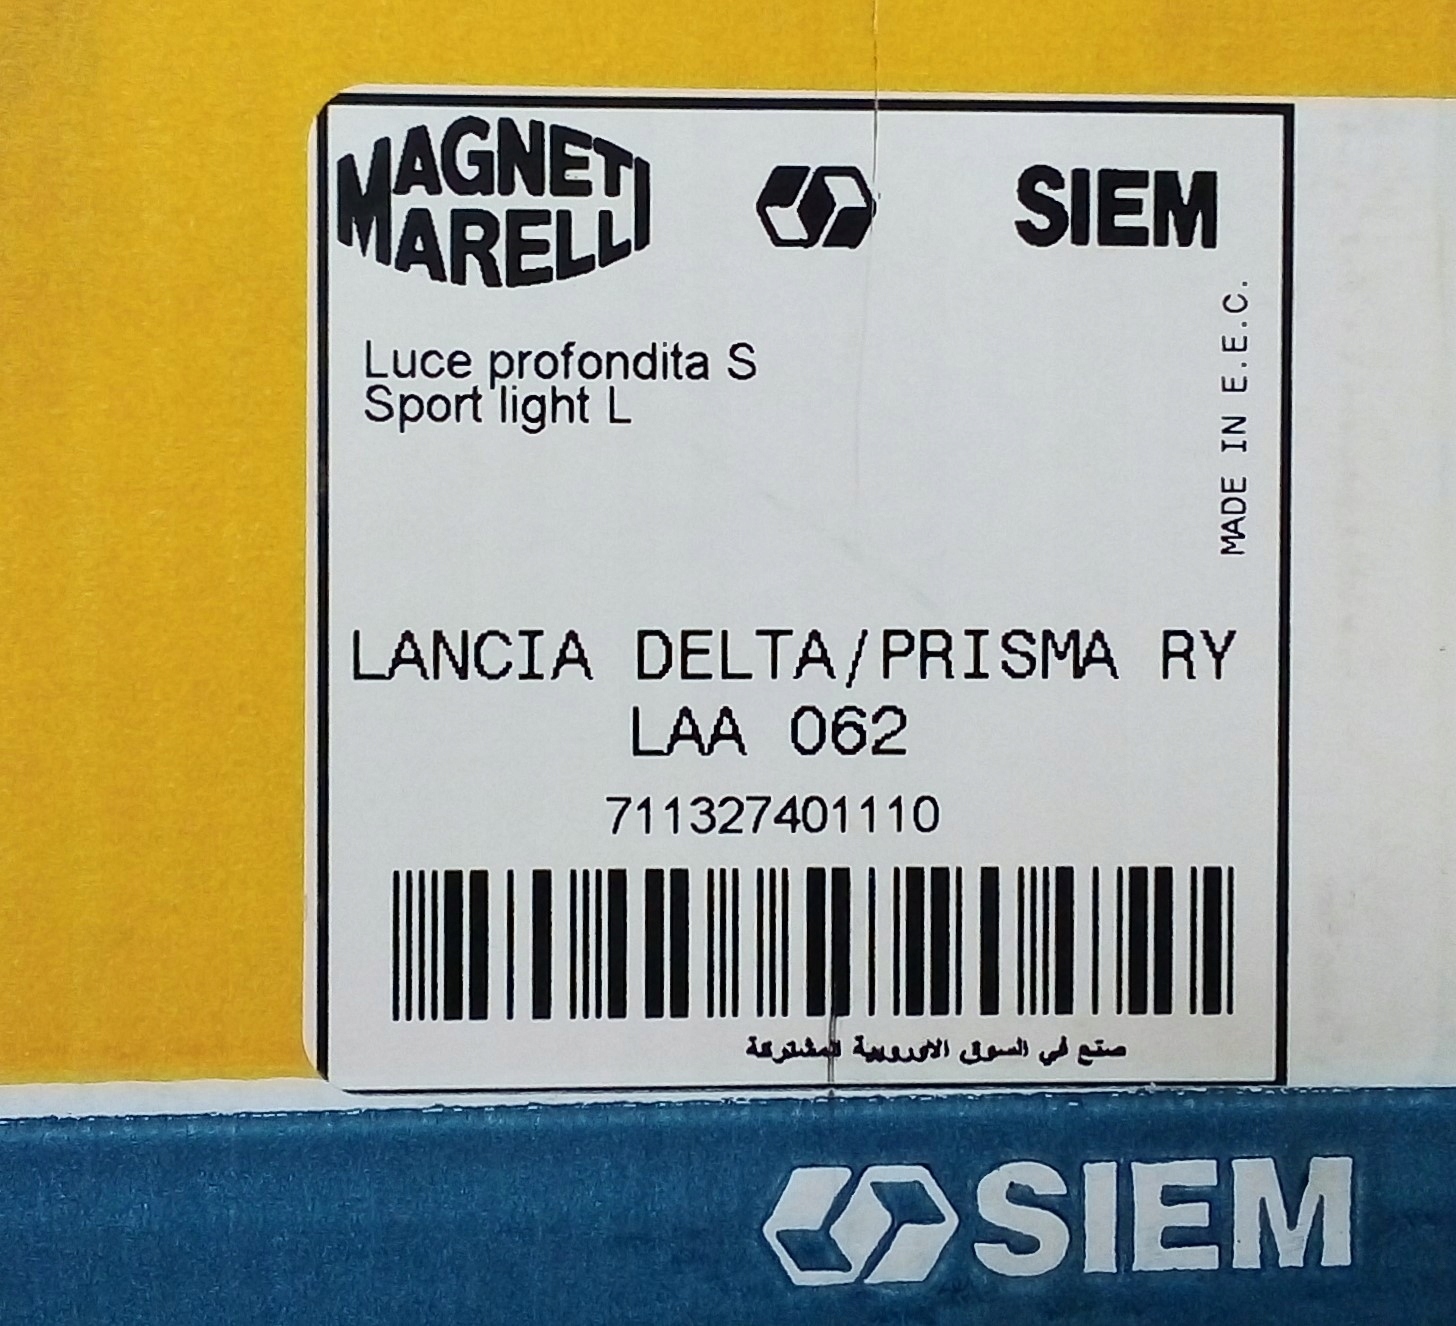 MAGNETI
MARELLI
SIEM
MADE IN E.E.C.
Luce profondita S
Sport light L
LANCIA DELTA/PRISMA RY
LAA 062
711327401110
صنع في السوق الاوروبية المشتركة
SIEM